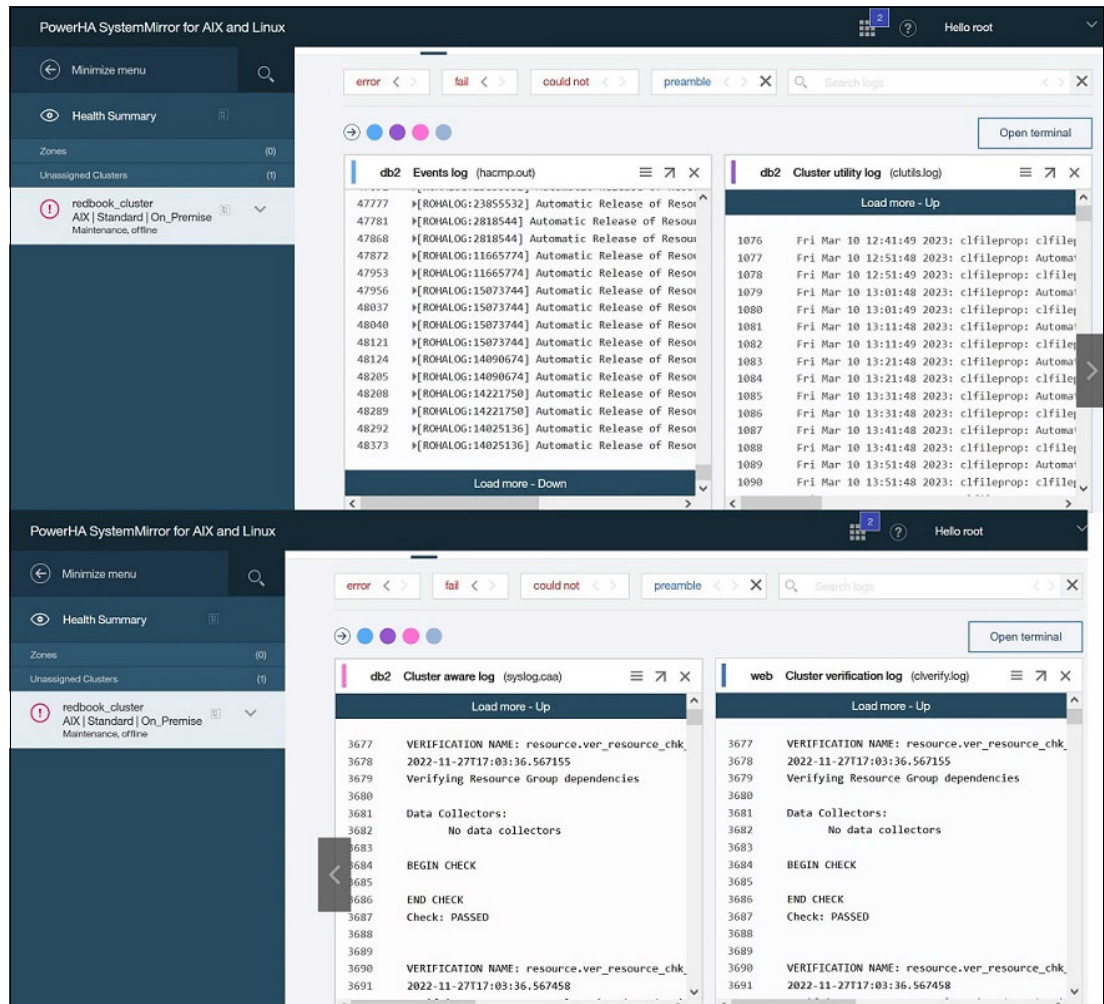 PowerHA SystemMirror for AIX and Linux
2
?
Hello root
Minimize menu
Health Summary
Zones (0)
Unassigned Clusters (1)
redbook_cluster
AIX | Standard | On_Premise
Maintenance, offline
error < >
fail < >
could not < >
preamble < > X
Search logs < > X
Open terminal
db2 Events log (hacmp.out)
47777 [ROHALOG:23855532] Automatic Release of Resou
47781 [ROHALOG:2818544] Automatic Release of Resour
47868 [ROHALOG:2818544] Automatic Release of Resour
47872 [ROHALOG:11665774] Automatic Release of Resou
47953 [ROHALOG:11665774] Automatic Release of Resou
47956 [ROHALOG:15073744] Automatic Release of Resou
48037 [ROHALOG:15073744] Automatic Release of Resou
48040 [ROHALOG:15073744] Automatic Release of Resou
48121 [ROHALOG:15073744] Automatic Release of Resou
48124 [ROHALOG:14090674] Automatic Release of Resou
48205 [ROHALOG:14090674] Automatic Release of Resou
48208 [ROHALOG:14221750] Automatic Release of Resou
48289 [ROHALOG:14221750] Automatic Release of Resou
48292 [ROHALOG:14025136] Automatic Release of Resou
48373 [ROHALOG:14025136] Automatic Release of Resou
Load more - Down
db2 Cluster utility log (clutils.log)
Load more - Up
1076 Fri Mar 10 12:41:49 2023: clfileprop: clfilep
1077 Fri Mar 10 12:51:48 2023: clfileprop: Automat
1078 Fri Mar 10 12:51:49 2023: clfileprop: clfilep
1079 Fri Mar 10 13:01:48 2023: clfileprop: Automat
1080 Fri Mar 10 13:01:49 2023: clfileprop: clfilep
1081 Fri Mar 10 13:11:48 2023: clfileprop: Automat
1082 Fri Mar 10 13:11:49 2023: clfileprop: clfilep
1083 Fri Mar 10 13:21:48 2023: clfileprop: Automat
1084 Fri Mar 10 13:21:48 2023: clfileprop: clfilep
1085 Fri Mar 10 13:31:48 2023: clfileprop: Automat
1086 Fri Mar 10 13:31:48 2023: clfileprop: clfilep
1087 Fri Mar 10 13:41:48 2023: clfileprop: Automat
1088 Fri Mar 10 13:41:48 2023: clfileprop: clfilep
1089 Fri Mar 10 13:51:48 2023: clfileprop: Automat
1090 Fri Mar 10 13:51:48 2023: clfileprop: clfilep
PowerHA SystemMirror for AIX and Linux
2
?
Hello root
Minimize menu
Health Summary
Zones (0)
Unassigned Clusters (1)
redbook_cluster
AIX | Standard | On_Premise
Maintenance, offline
error < >
fail < >
could not < >
preamble < > X
Search logs < > X
Open terminal
db2 Cluster aware log (syslog.caa)
Load more - Up
3677 VERIFICATION NAME: resource.ver_resource_chk_
3678 2022-11-27T17:03:36.567155
3679 Verifying Resource Group dependencies
3680
3681 Data Collectors:
3682 No data collectors
3683
3684 BEGIN CHECK
3685
3686 END CHECK
3687 Check: PASSED
3688
3689
3690 VERIFICATION NAME: resource.ver_resource_chk_
3691 2022-11-27T17:03:36.567458
web Cluster verification log (clverify.log)
Load more - Up
3677 VERIFICATION NAME: resource.ver_resource_chk_
3678 2022-11-27T17:03:36.567155
3679 Verifying Resource Group dependencies
3680
3681 Data Collectors:
3682 No data collectors
3683
3684 BEGIN CHECK
3685
3686 END CHECK
3687 Check: PASSED
3688
3689
3690 VERIFICATION NAME: resource.ver_resource_chk_
3691 2022-11-27T17:03:36.567458